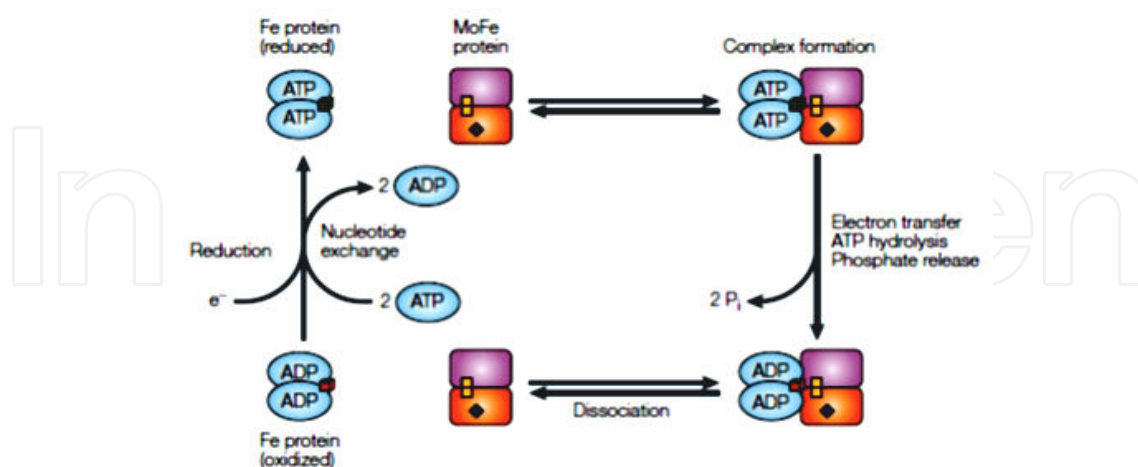 Fe protein
(reduced)
MoFe
protein
Complex formation
ATP
ATP
ATP
ATP
2 ADP
Reduction
Nucleotide
exchange
e⁻
2 ATP
Electron transfer
ATP hydrolysis
Phosphate release
2 Pi
ADP
ADP
ADP
ADP
Dissociation
Fe protein
(oxidized)